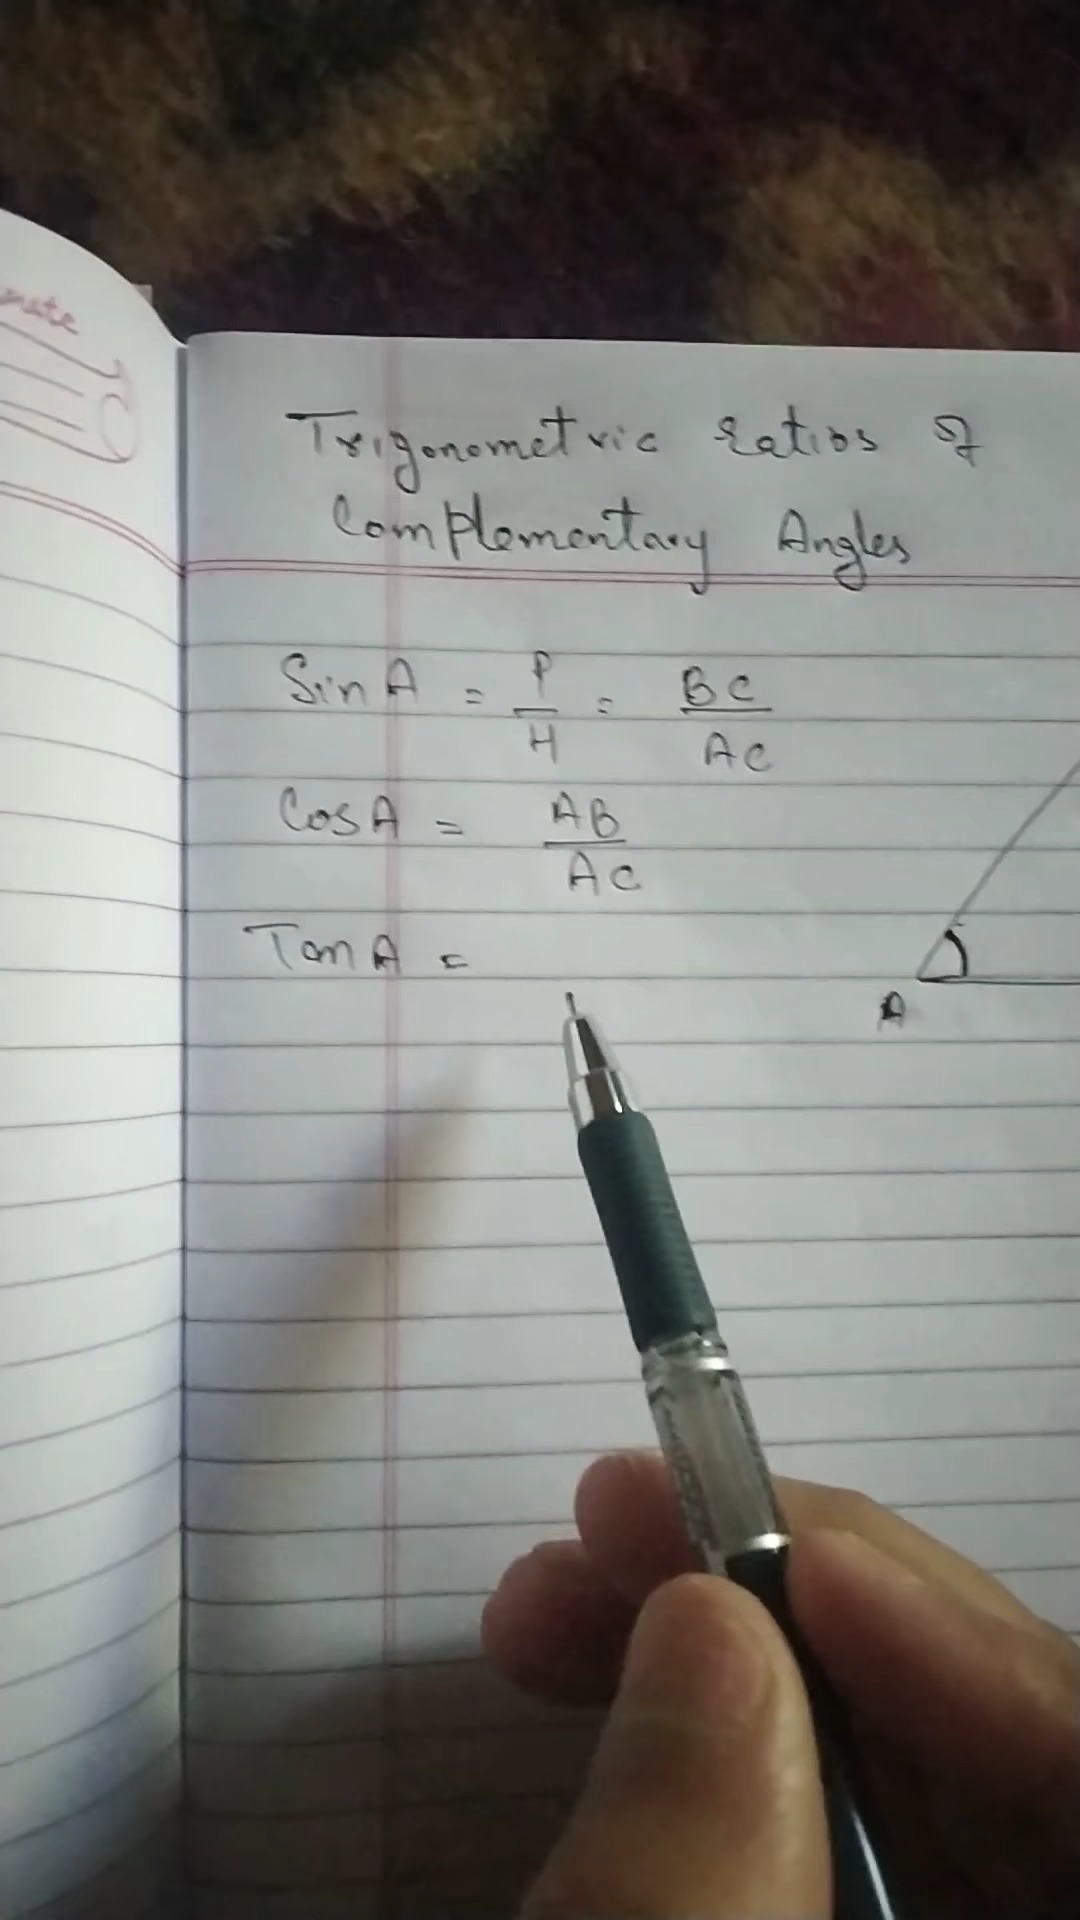 Trigonometric ratios of
Complementary Angles
Sin A = P/H = BC/AC
Cos A = AB/AC
Tan A =
A